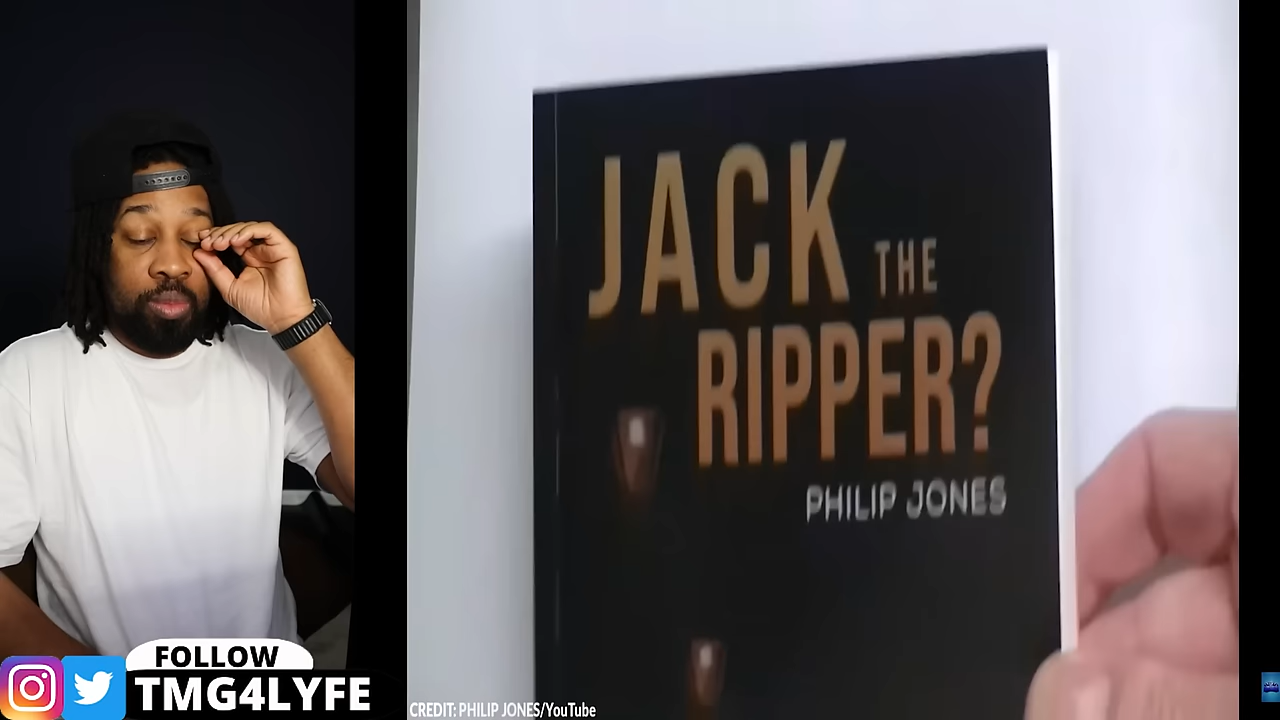 JACK THE
RIPPER?
PHILIP JONES
FOLLOW
TMG4LYFE
CREDIT: PHILIP JONES/YouTube